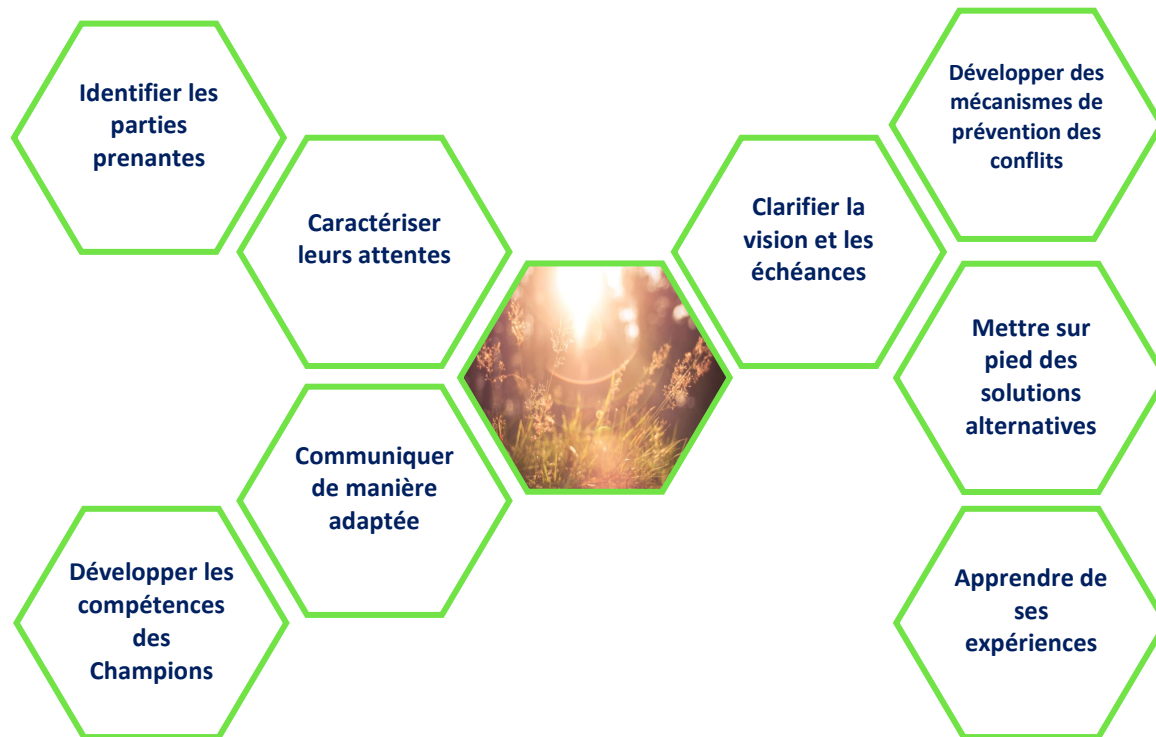 Identifier les
parties
prenantes
Caractériser
leurs attentes
Communiquer
de manière
adaptée
Développer les
compétences
des
Champions
Clarifier la
vision et les
échéances
Développer des
mécanismes de
prévention des
conflits
Mettre sur
pied des
solutions
alternatives
Apprendre de
ses
expériences